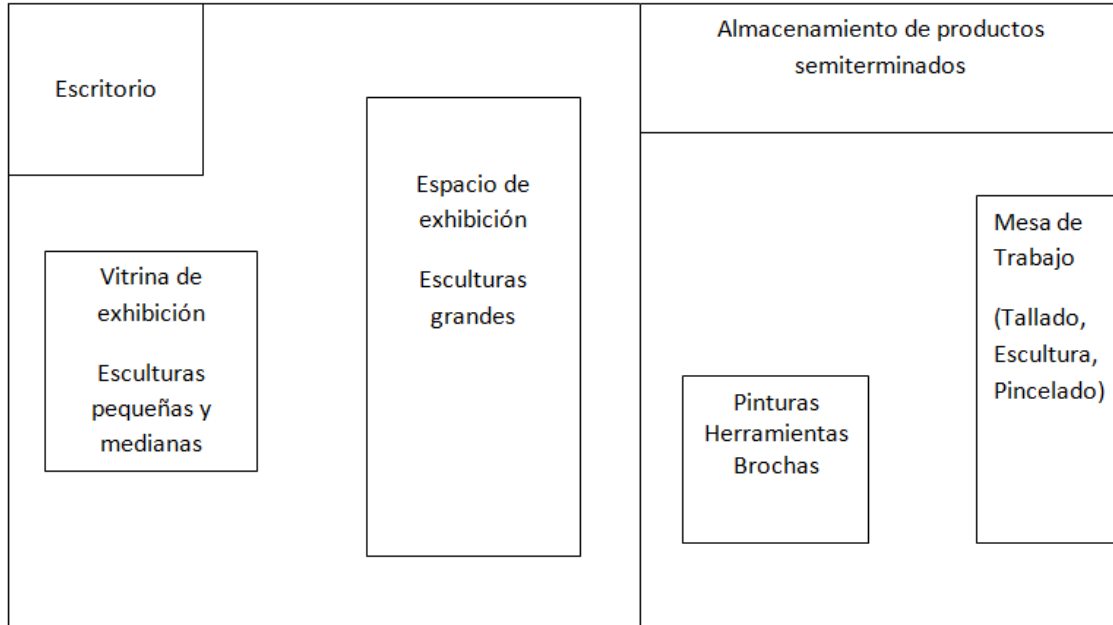 Escritorio
Vitrina de
exhibición
Esculturas
pequeñas y
medianas
Espacio de
exhibición
Esculturas
grandes
Almacenamiento de productos
semiterminados
Pinturas
Herramientas
Brochas
Mesa de
Trabajo
(Tallado,
Escultura,
Pincelado)